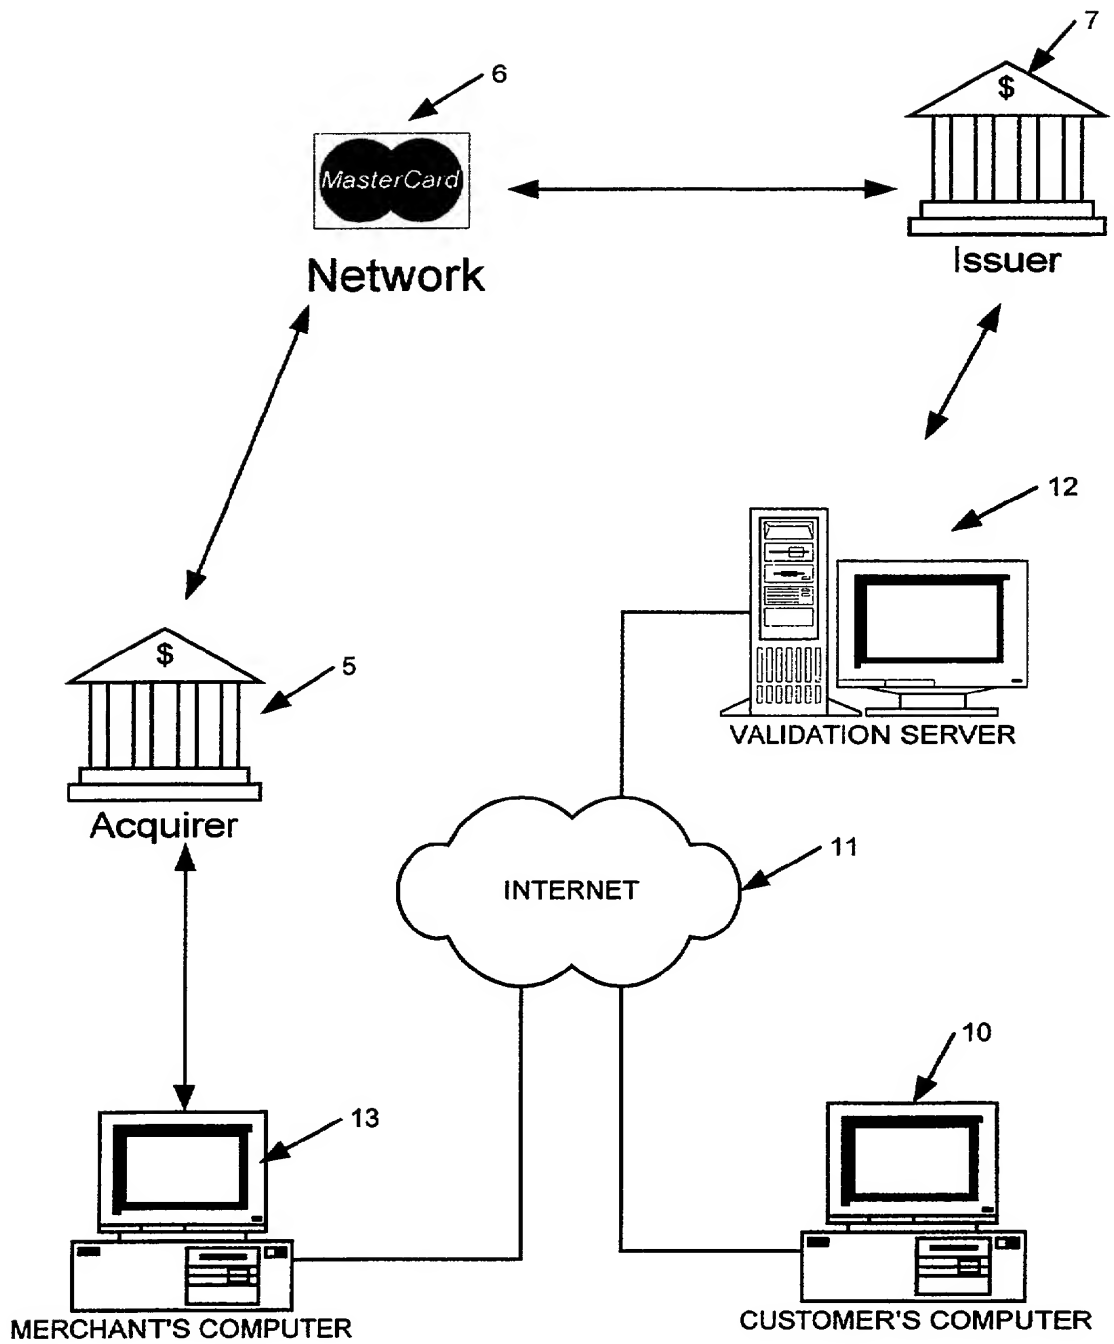 7
6
$
MasterCard
Network
Issuer
12
$
5
VALIDATION SERVER
Acquirer
11
INTERNET
10
13
MERCHANT'S COMPUTER
CUSTOMER'S COMPUTER